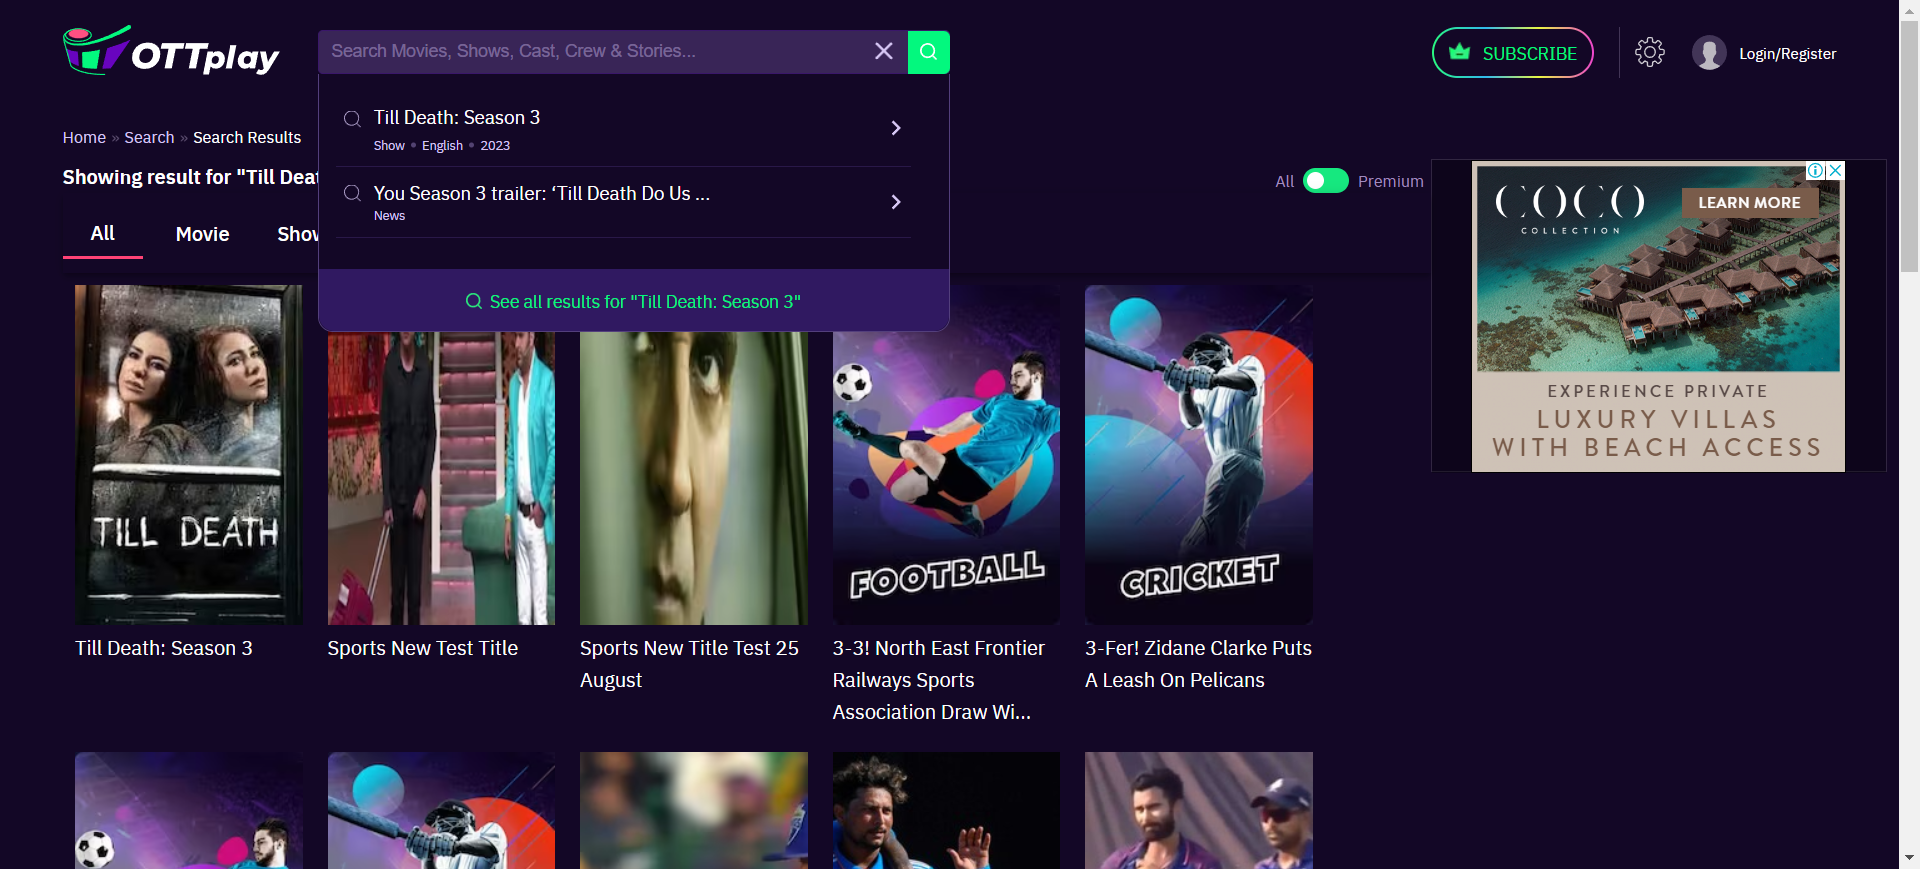 OTTplay
Search Movies, Shows, Cast, Crew & Stories...
SUBSCRIBE
Login/Register
Till Death: Season 3
Show • English • 2023
You Season 3 trailer: ‘Till Death Do Us ...
News
See all results for "Till Death: Season 3"
Home » Search » Search Results
Showing result for "Till Deat
All
Premium
All
Movie
Show
COCO
COLLECTION
LEARN MORE
EXPERIENCE PRIVATE
LUXURY VILLAS
WITH BEACH ACCESS
TILL DEATH
FOOTBALL
CRICKET
Till Death: Season 3
Sports New Test Title
Sports New Title Test 25
August
3-3! North East Frontier
Railways Sports
Association Draw Wi...
3-Fer! Zidane Clarke Puts
A Leash On Pelicans